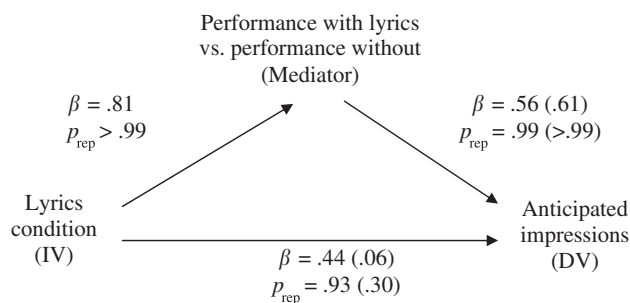 Performance with lyrics
vs. performance without
(Mediator)
β = .81
p_rep > .99
β = .56 (.61)
p_rep = .99 (>.99)
Lyrics
condition
(IV)
Anticipated
impressions
(DV)
β = .44 (.06)
p_rep = .93 (.30)